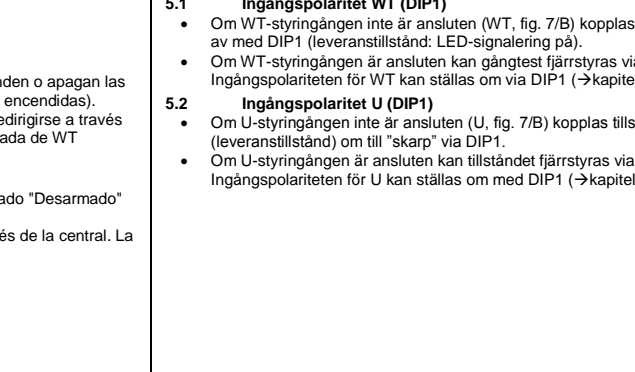 nden o apagan las
encendidas).
edirigirse a través
ada de WT
ado "Desarmado"
és de la central. La
5.1 Ingångspolaritet WT (DIP1)
• Om WT-styringången inte är ansluten (WT, fig. 7/B) kopplas
av med DIP1 (leveranstillstånd: LED-signalering på).
• Om WT-styringången är ansluten kan gångtest fjärrstyras via
Ingångspolariteten för WT kan ställas om via DIP1 (→kapitel
5.2 Ingångspolaritet U (DIP1)
• Om U-styringången inte är ansluten (U, fig. 7/B) kopplas tills
(leveranstillstånd) om till "skarp” via DIP1.
• Om U-styringången är ansluten kan tillståndet fjärrstyras via
Ingångspolariteten för U kan ställas om med DIP1 (→kapitel